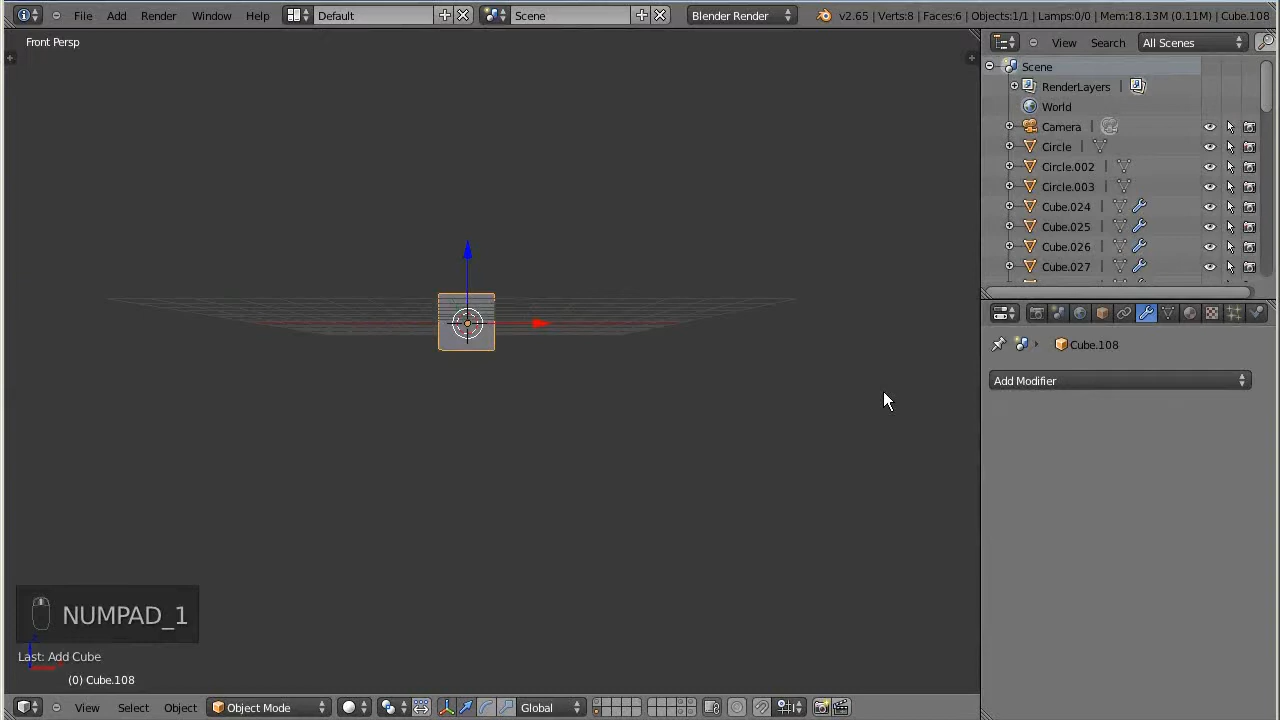 File Add Render Window Help Default Scene Blender Render v2.65 | Verts:8 | Faces:6 | Objects:1/1 | Lamps:0/0 | Mem:18.13M (0.11M) | Cube.108
Front Persp
View Search All Scenes
Scene
RenderLayers |
World
Camera |
Circle |
Circle.002 |
Circle.003 |
Cube.024 |
Cube.025 |
Cube.026 |
Cube.027 |
Cube.108
Add Modifier
NUMPAD_1
Last: Add Cube
(0) Cube.108
View Select Object Object Mode Global